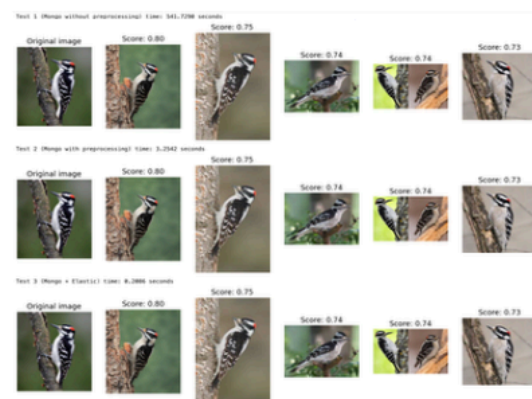 Test 1 (Mongo without preprocessing) time: 541.7208 seconds
Original image
Score: 0.80
Score: 0.75
Score: 0.74
Score: 0.74
Score: 0.73
Test 2 (Mongo with preprocessing) time: 3.2542 seconds
Original image
Score: 0.80
Score: 0.75
Score: 0.74
Score: 0.74
Score: 0.73
Test 3 (Mongo + Elastic) time: 0.2006 seconds
Original image
Score: 0.80
Score: 0.75
Score: 0.74
Score: 0.74
Score: 0.73